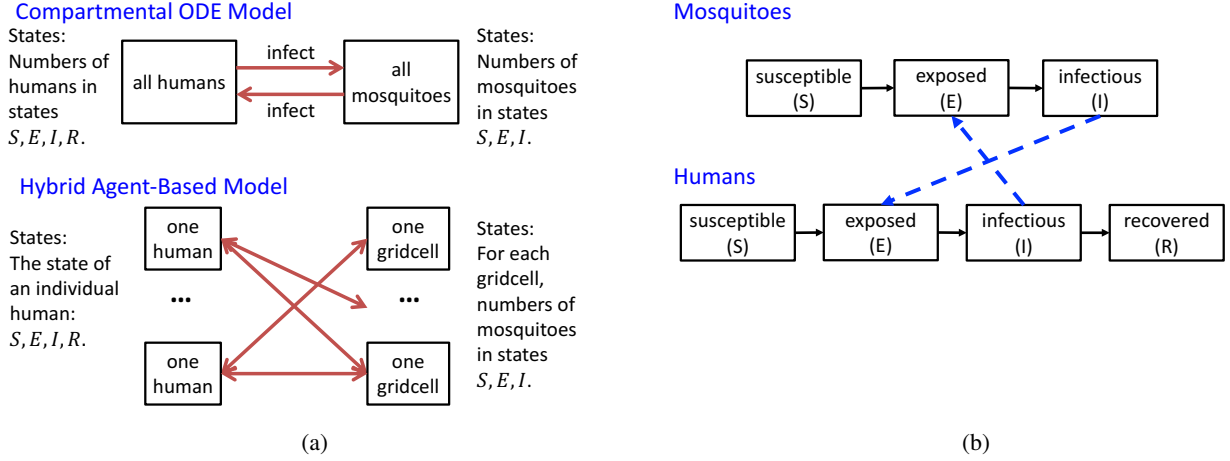 Compartmental ODE Model
States:
Numbers of
humans in
states
S, E, I, R.
all humans
infect
infect
all
mosquitoes
States:
Numbers of
mosquitoes
in states
S, E, I.
Hybrid Agent-Based Model
States:
The state of
an individual
human:
S, E, I, R.
one
human
...
one
human
one
gridcell
...
one
gridcell
States:
For each
gridcell,
numbers of
mosquitoes
in states
S, E, I.
(a)
Mosquitoes
susceptible
(S)
exposed
(E)
infectious
(I)
Humans
susceptible
(S)
exposed
(E)
infectious
(I)
recovered
(R)
(b)